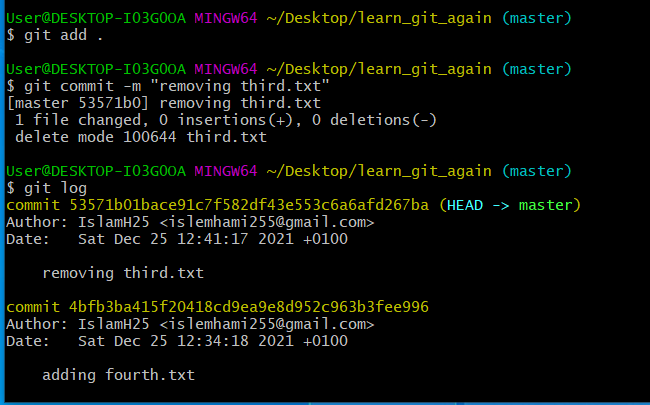 User@DESKTOP-IO3GOOA MINGW64 ~/Desktop/learn_git_again (master)
$ git add .
User@DESKTOP-IO3GOOA MINGW64 ~/Desktop/learn_git_again (master)
$ git commit -m "removing third.txt"
[master 53571b0] removing third.txt
 1 file changed, 0 insertions(+), 0 deletions(-)
 delete mode 100644 third.txt
User@DESKTOP-IO3GOOA MINGW64 ~/Desktop/learn_git_again (master)
$ git log
commit 53571b01bace91c7f582df43e553c6a6afd267ba (HEAD -> master)
Author: IslamH25 <islemhami255@gmail.com>
Date:   Sat Dec 25 12:41:17 2021 +0100
    removing third.txt
commit 4bfb3ba415f20418cd9ea9e8d952c963b3fee996
Author: IslamH25 <islemhami255@gmail.com>
Date:   Sat Dec 25 12:34:18 2021 +0100
    adding fourth.txt